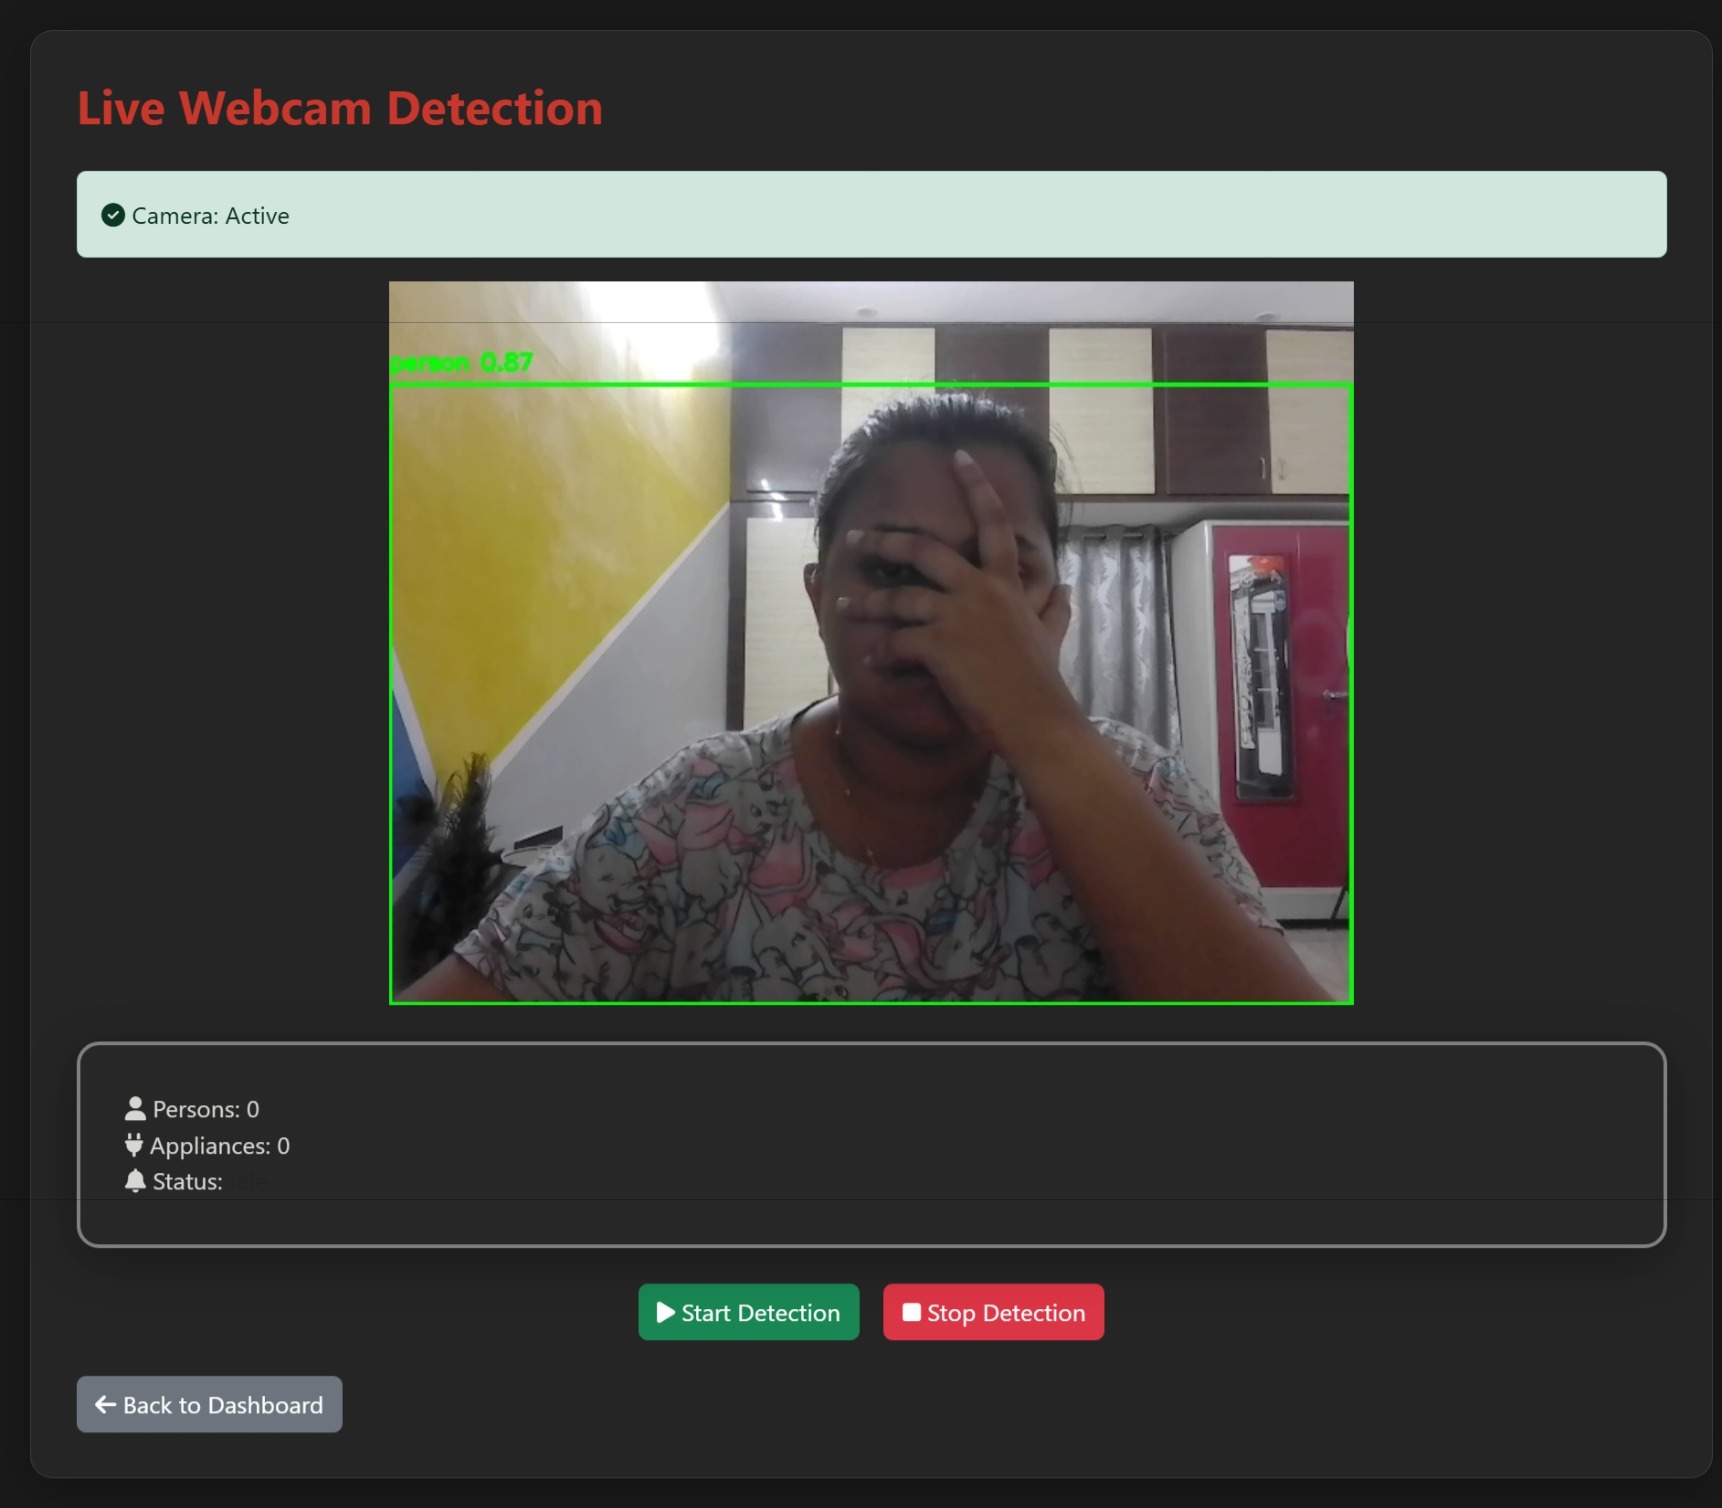 Live Webcam Detection
Camera: Active
person 0.87
Persons: 0
Appliances: 0
Status:
Start Detection
Stop Detection
Back to Dashboard